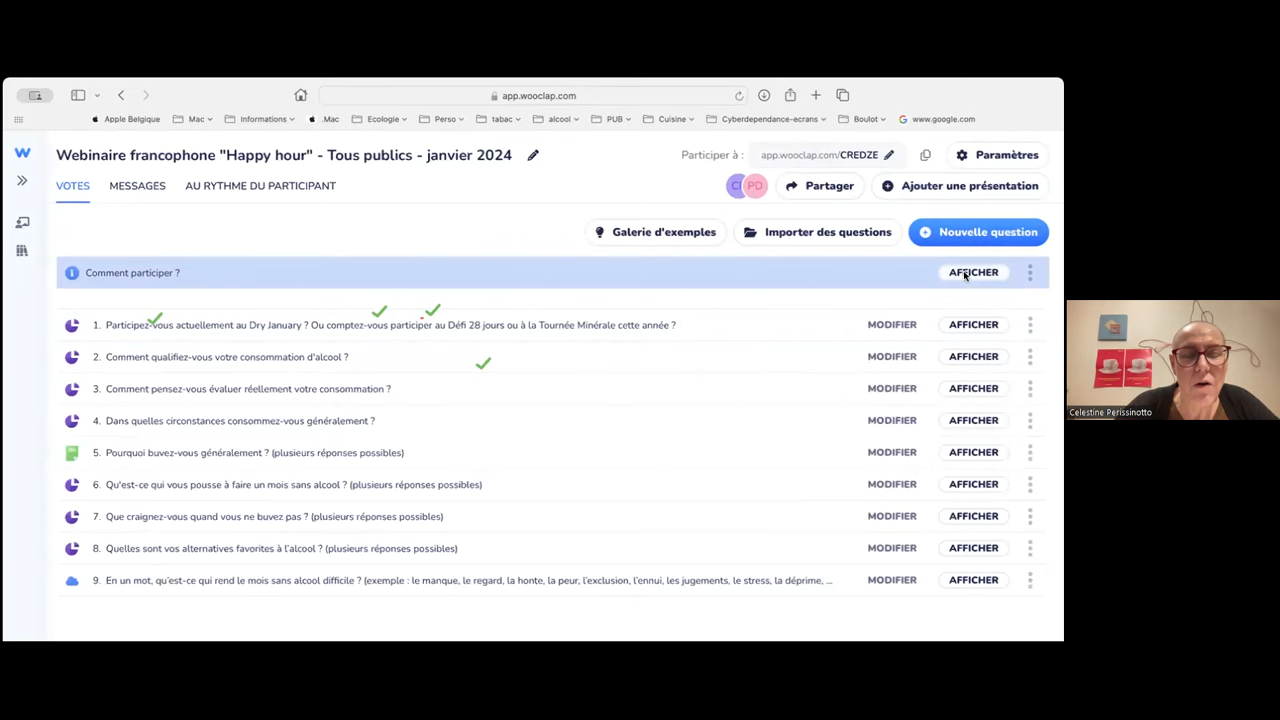 app.wooclap.com
Apple Belgique Mac Informations .Mac Ecologie Perso tabac alcool PUB Cuisine Cyberdependance-ecrans Boulot www.google.com
Webinaire francophone "Happy hour" - Tous publics - janvier 2024
Participer à : app.wooclap.com/CREDZE Paramètres
VOTES MESSAGES AU RYTHME DU PARTICIPANT
PD Partager Ajouter une présentation
Galerie d'exemples Importer des questions Nouvelle question
Comment participer ? AFFICHER
1. Participez-vous actuellement au Dry January ? Ou comptez-vous participer au Défi 28 jours ou à la Tournée Minérale cette année ? MODIFIER AFFICHER
2. Comment qualifiez-vous votre consommation d'alcool ? MODIFIER AFFICHER
3. Comment pensez-vous évaluer réellement votre consommation ? MODIFIER AFFICHER
4. Dans quelles circonstances consommez-vous généralement ? MODIFIER AFFICHER
5. Pourquoi buvez-vous généralement ? (plusieurs réponses possibles) MODIFIER AFFICHER
6. Qu'est-ce qui vous pousse à faire un mois sans alcool ? (plusieurs réponses possibles) MODIFIER AFFICHER
7. Que craignez-vous quand vous ne buvez pas ? (plusieurs réponses possibles) MODIFIER AFFICHER
8. Quelles sont vos alternatives favorites à l'alcool ? (plusieurs réponses possibles) MODIFIER AFFICHER
9. En un mot, qu'est-ce qui rend le mois sans alcool difficile ? (exemple : le manque, le regard, la honte, la peur, l'exclusion, l'ennui, les jugements, le stress, la déprime, ... MODIFIER AFFICHER
Celestine Perissinotto